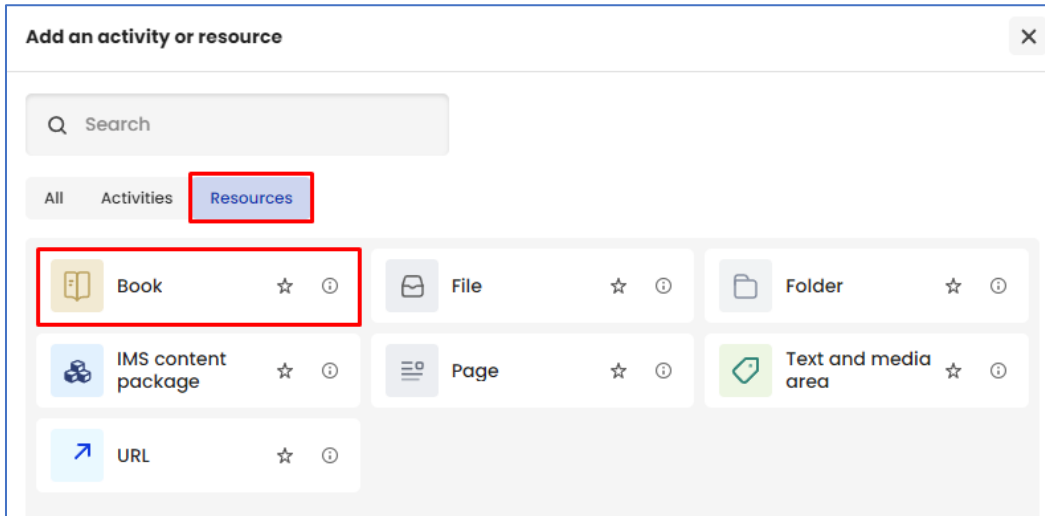 Add an activity or resource
Search
All Activities Resources
Book
File
Folder
IMS content
package
Page
Text and media
area
URL